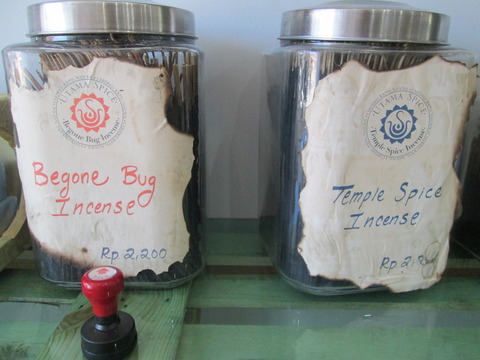 UTAMA SPICE
Begone Bug Incense
Begone Bug
Incense
Rp 2,200
UTAMA SPICE
Temple Spice Incense
Temple Spice
Incense